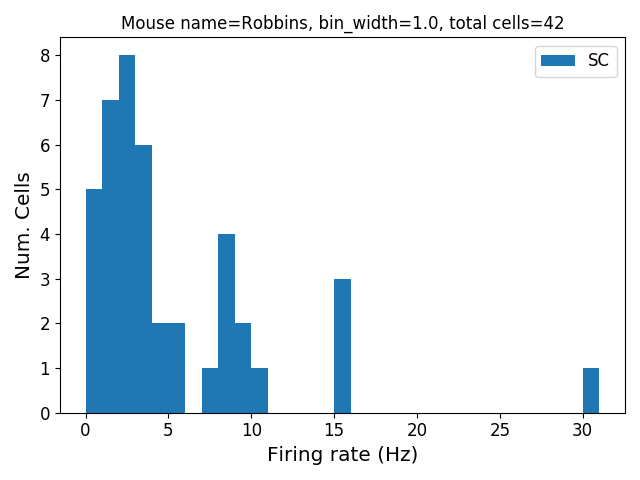 Mouse name=Robbins, bin_width=1.0, total cells=42
SC
8
7
6
5
4
3
2
1
0
Num. Cells
0 5 10 15 20 25 30
Firing rate (Hz)